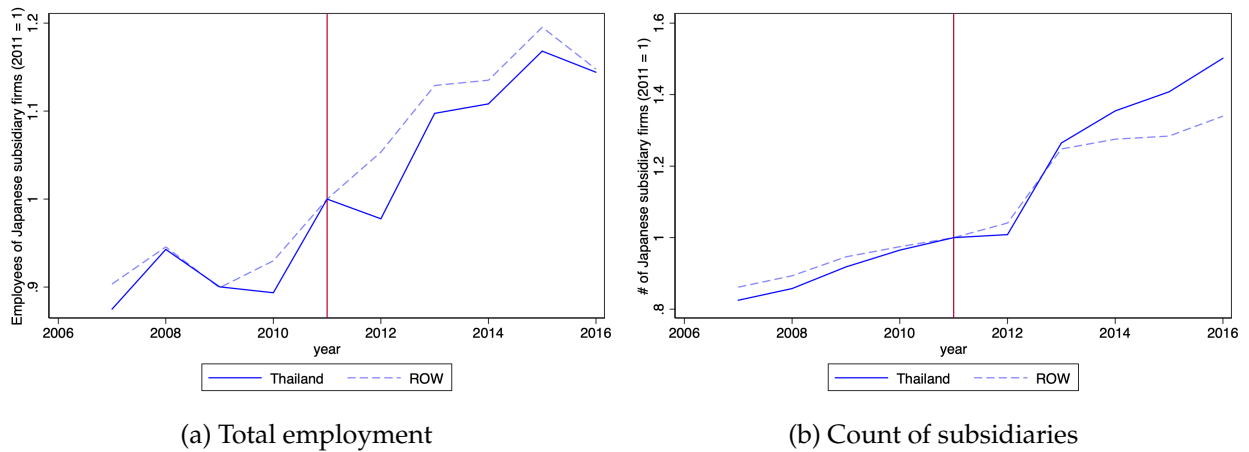 Employees of Japanese subsidiary firms (2011 = 1)
1.2
1.1
1
.9
2006 2008 2010 2012 2014 2016
year
Thailand ROW
(a) Total employment
# of Japanese subsidiary firms (2011 = 1)
1.6
1.4
1.2
1
.8
2006 2008 2010 2012 2014 2016
year
Thailand ROW
(b) Count of subsidiaries